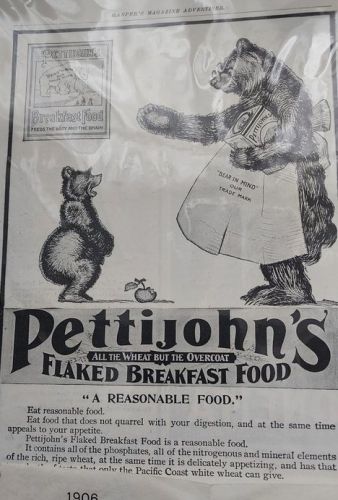 HARPER'S MAGAZINE ADVERTISER.
PETTIJOHN'S
Breakfast Food
FEEDS THE BODY AND THE BRAIN
"BEAR IN MIND"
OUR
TRADE MARK
Pettijohn's
ALL THE WHEAT BUT THE OVERCOAT
FLAKED BREAKFAST FOOD
"A REASONABLE FOOD."
Eat reasonable food.
Eat food that does not quarrel with your digestion, and at the same time
appeals to your appetite.
Pettijohn's Flaked Breakfast Food is a reasonable food.
It contains all of the phosphates, all of the nitrogenous and mineral elements
of the rich, ripe wheat, at the same time it is delicately appetizing, and has that
that only the Pacific Coast white wheat can give.
1906